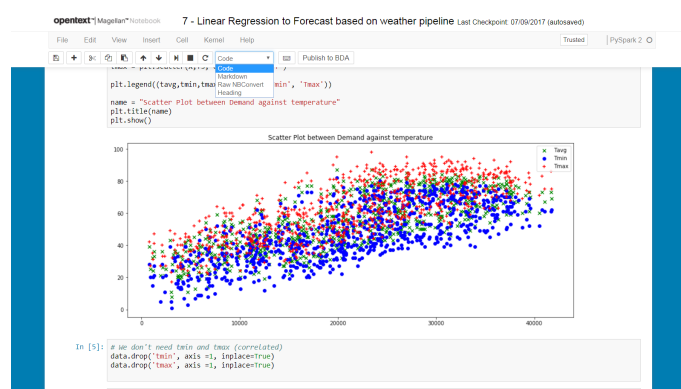 opentext™ | Magellan™ Notebook 7 - Linear Regression to Forecast based on weather pipeline Last Checkpoint: 07/09/2017 (autosaved)
File Edit View Insert Cell Kernel Help Trusted PySpark 2
Code Publish to BDA
Code
Markdown
Raw NBConvert
Heading
plt.legend((tavg,tmin,tmax min', 'Tmax'))
name = "Scatter Plot between Demand against temperature"
plt.title(name)
plt.show()
Scatter Plot between Demand against temperature
Tavg
Tmin
Tmax
100
80
60
40
20
0
0 10000 20000 30000 40000
In [5]: # We don't need tmin and tmax (correlated)
data.drop('tmin', axis =1, inplace=True)
data.drop('tmax', axis =1, inplace=True)